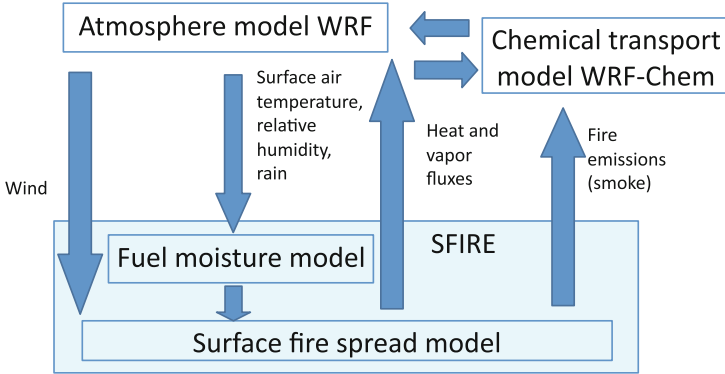 Atmosphere model WRF
Chemical transport
model WRF-Chem
Surface air
temperature,
relative
humidity,
rain
Heat and
vapor
fluxes
Fire
emissions
(smoke)
Wind
SFIRE
Fuel moisture model
Surface fire spread model